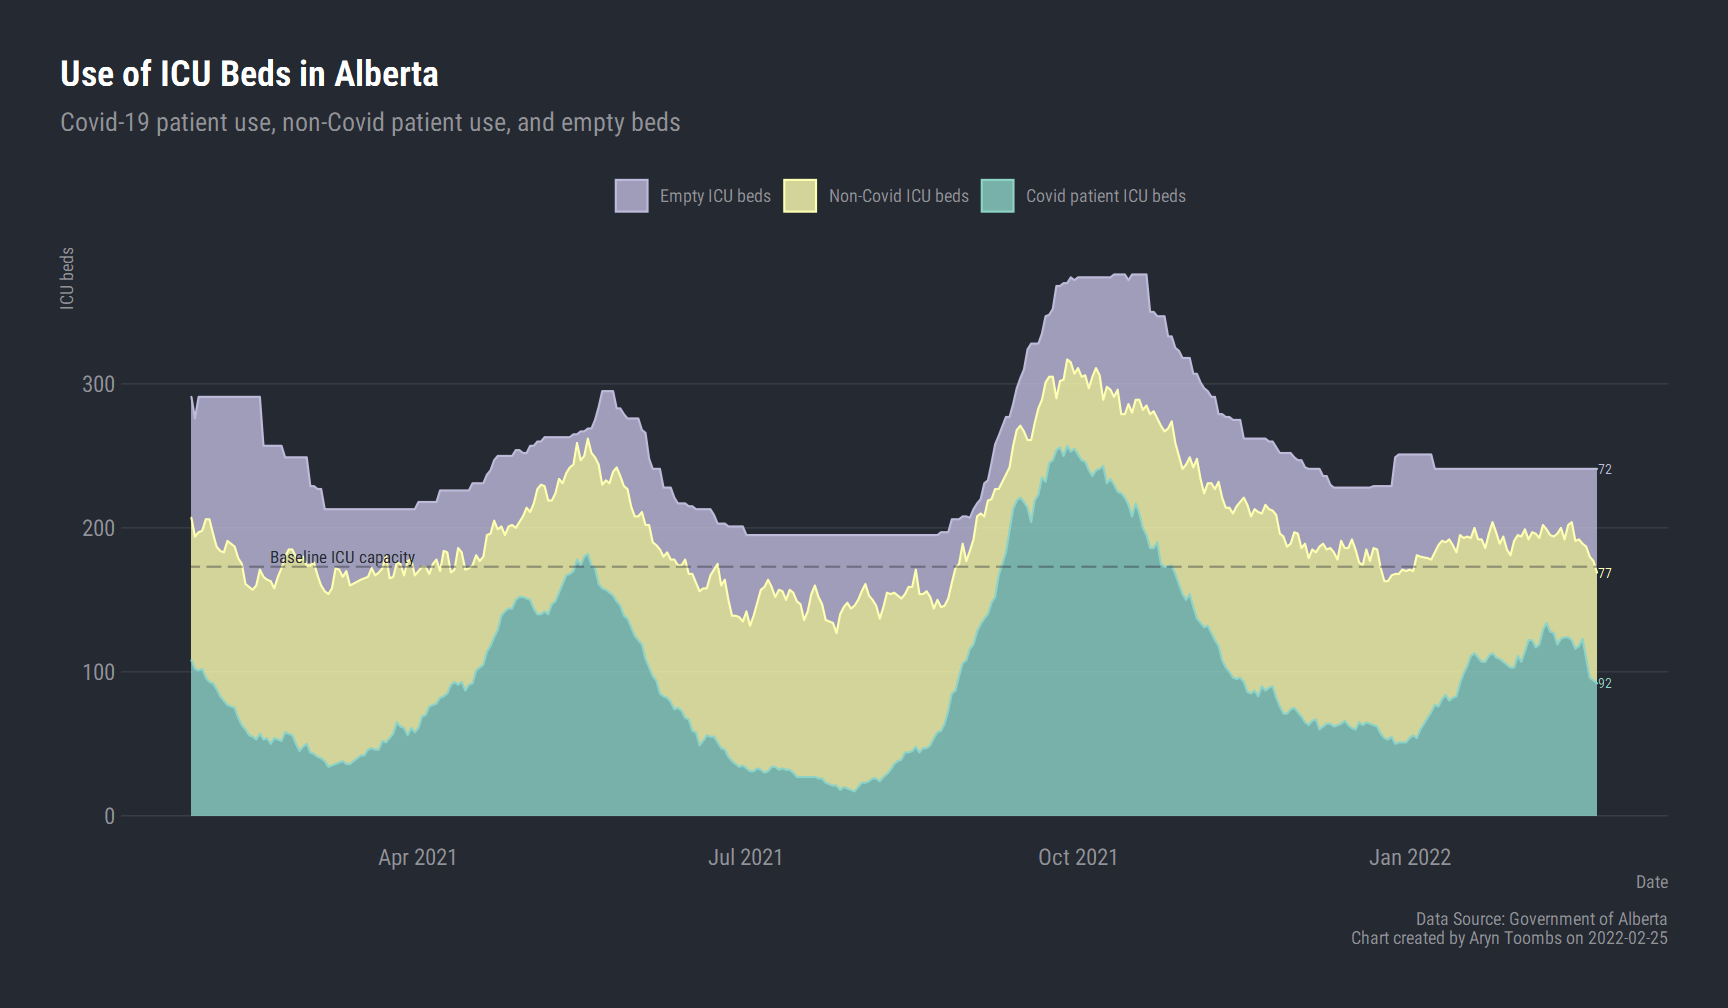 Use of ICU Beds in Alberta
Covid-19 patient use, non-Covid patient use, and empty beds
Empty ICU beds
Non-Covid ICU beds
Covid patient ICU beds
ICU beds
300
200
100
0
Baseline ICU capacity
72
77
92
Apr 2021
Jul 2021
Oct 2021
Jan 2022
Date
Data Source: Government of Alberta
Chart created by Aryn Toombs on 2022-02-25